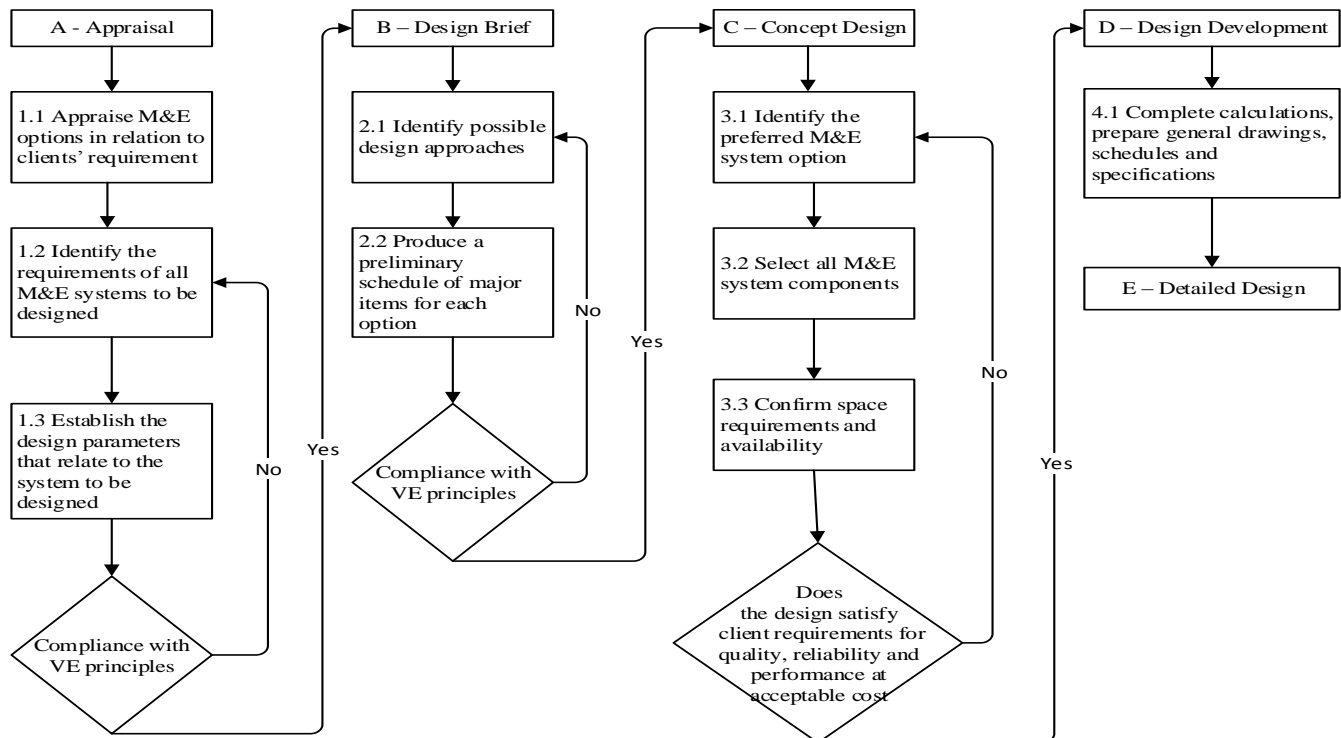 A - Appraisal
1.1 Appraise M&E
options in relation to
clients' requirement
1.2 Identify the
requirements of all
M&E systems to be
designed
1.3 Establish the
design parameters
that relate to the
system to be
designed
Compliance with
VE principles
No
Yes
B – Design Brief
2.1 Identify possible
design approaches
2.2 Produce a
preliminary
schedule of major
items for each
option
Compliance with
VE principles
No
Yes
C – Concept Design
3.1 Identify the
preferred M&E
system option
3.2 Select all M&E
system components
3.3 Confirm space
requirements and
availability
Does
the design satisfy
client requirements for
quality, reliability and
performance at
acceptable cost
No
Yes
D – Design Development
4.1 Complete calculations,
prepare general drawings,
schedules and
specifications
E – Detailed Design